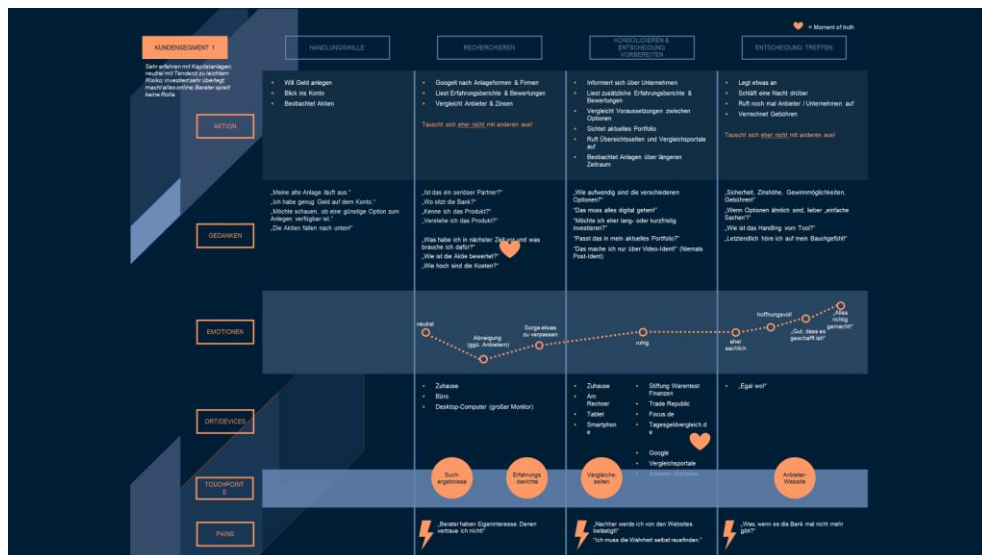 = Moment of truth
KUNDENSEGMENT 1
Sehr erfahren mit Kapitalanlagen;
neutral mit Tendenz zu leichtem
Risiko; investiert sehr überlegt;
macht alles online; Berater spielt
keine Rolle.
HANDLUNGSWILLE
RECHERCHIEREN
KONSOLIDIEREN &
ENTSCHEIDUNG
VORBEREITEN
ENTSCHEIDUNG TREFFEN
AKTION
Will Geld anlegen
Blick ins Konto
Beobachtet Aktien
Googelt nach Anlageformen & Firmen
Liest Erfahrungsberichte & Bewertungen
Vergleicht Anbieter & Zinsen
Tauscht sich eher nicht mit anderen aus!
Informiert sich über Unternehmen
Liest zusätzliche Erfahrungsberichte &
Bewertungen
Vergleicht Voraussetzungen zwischen
Optionen
Sichtet aktuelles Portfolio
Ruft Übersichtsseiten und Vergleichsportale
auf
Beobachtet Anlagen über längeren
Zeitraum
Legt etwas an
Schläft eine Nacht drüber
Ruft noch mal Anbieter / Unternehmen auf
Verrechnet Gebühren
Tauscht sich eher nicht mit anderen aus!
GEDANKEN
„Meine alte Anlage läuft aus.“
„Ich habe genug Geld auf dem Konto.“
„Möchte schauen, ob eine günstige Option zum
Anlegen verfügbar ist.“
„Die Aktien fallen nach unten!“
„Ist das ein seriöser Partner?“
„Wo sitzt die Bank?“
„Kenne ich das Produkt?“
„Verstehe ich das Produkt?“
„Was habe ich in nächster Zeit vor und was
brauche ich dafür?“
„Wie ist die Aktie bewertet?“
„Wie hoch sind die Kosten?“
„Wie aufwendig sind die verschiedenen
Optionen?“
"Das muss alles digital gehen!"
"Möchte ich eher lang- oder kurzfristig
investieren?"
"Passt das in mein aktuelles Portfolio?"
"Das mache ich nur über Video-Ident!" (Niemals
Post-Ident)
„Sicherheit, Zinshöhe, Gewinnmöglichkeiten,
Gebühren!“
„Wenn Optionen ähnlich sind, lieber „einfache
Sachen“!“
„Wie ist das Handling vom Tool?“
„Letztendlich höre ich auf mein Bauchgefühl!“
EMOTIONEN
neutral
Abneigung
(ggü. Anbietern)
Sorge etwas
zu verpassen
ruhig
eher
sachlich
hoffnungsvoll
„Gut, dass es
geschafft ist!“
„Alles
richtig
gemacht!“
ORT/DEVICES
Zuhause
Büro
Desktop-Computer (großer Monitor)
Zuhause
Am
Rechner
Tablet
Smartphon
e
Stiftung Warentest
Finanzen
Trade Republic
Focus.de
Tagesgeldvergleich.d
e
Google
Vergleichsportale
Anbieter-Websites
„Egal wo!“
TOUCHPOINT
S
Such-
ergebnisse
Erfahrungs
-berichte
Vergleichs-
seiten
Anbieter-
Website
PAINS
„Berater haben Eigeninteresse. Denen
vertraue ich nicht!“
„Nachher werde ich von den Websites
belästigt!“
"Ich muss die Wahrheit selbst rausfinden."
„Was, wenn es die Bank mal nicht mehr
gibt?“